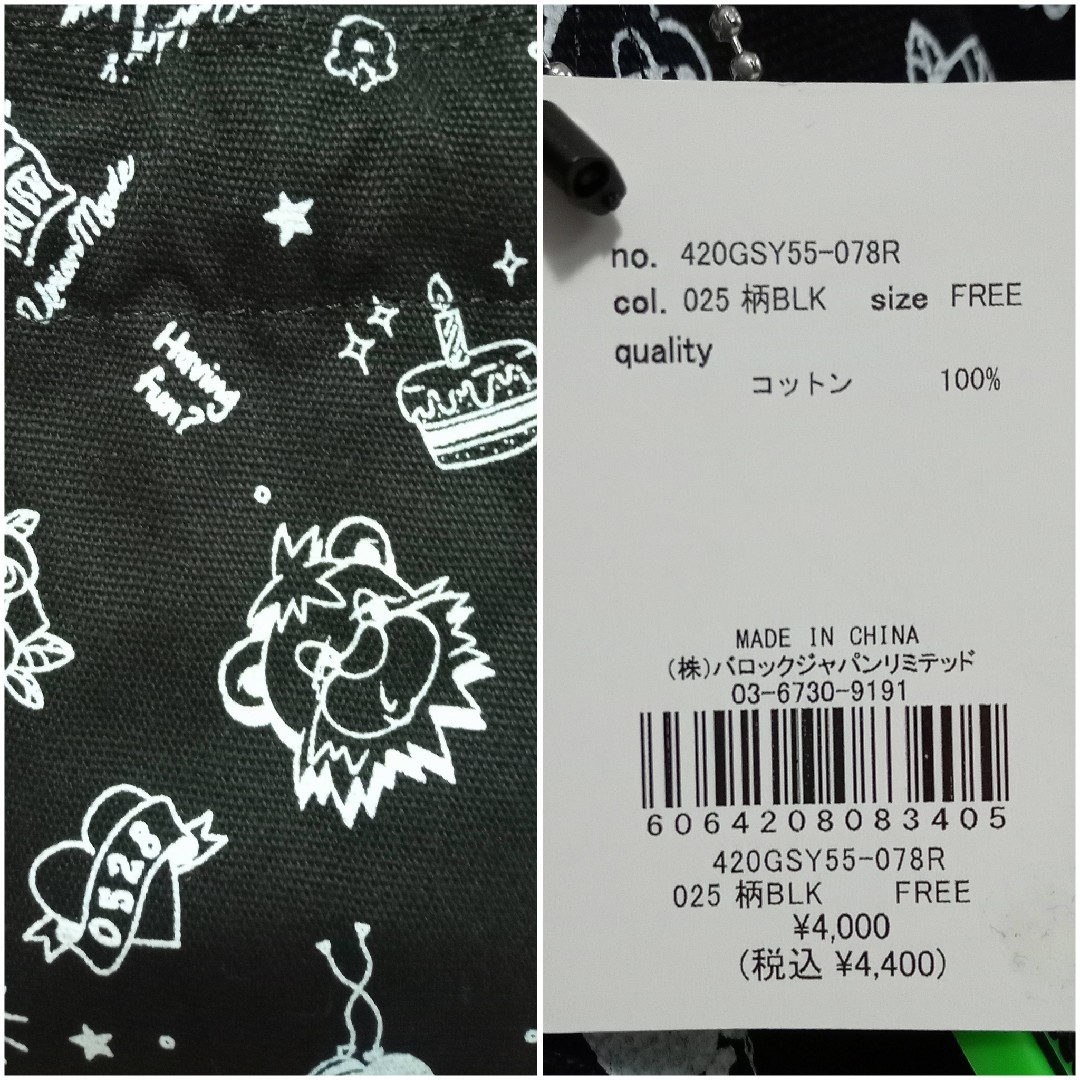 Union Made
Having
Fun?
0528
no. 420GSY55-078R
col. 025 柄BLK size FREE
quality
コットン 100%
MADE IN CHINA
(株)バロックジャパンリミテッド
03-6730-9191
6064208083405
420GSY55-078R
025 柄BLK FREE
¥4,000
(税込 ¥4,400)